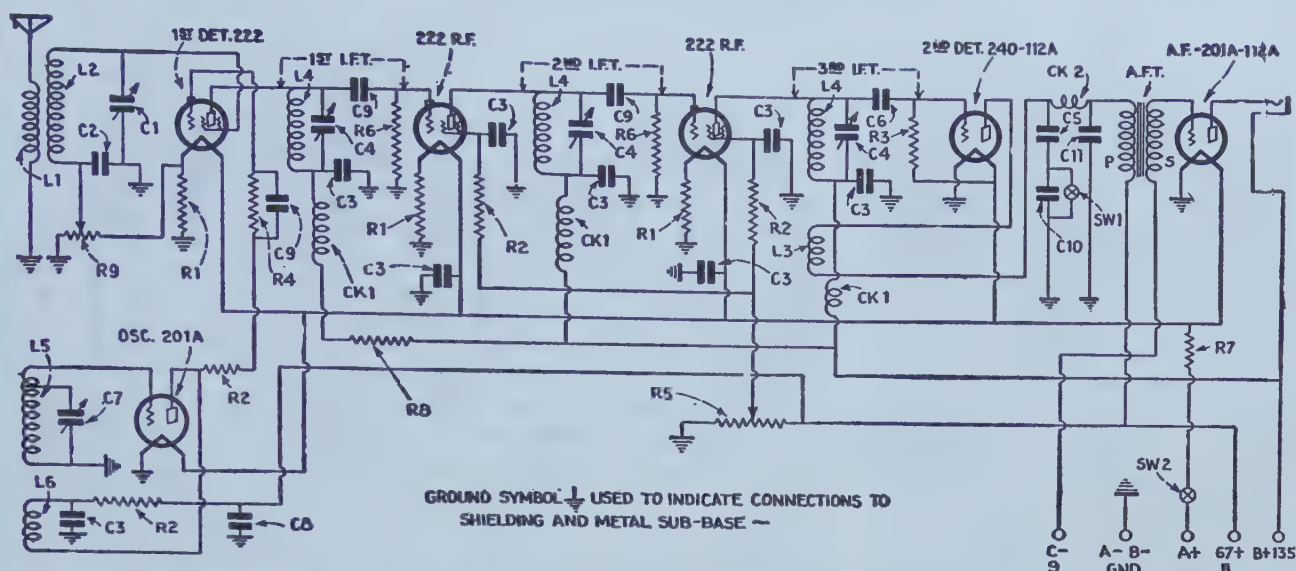 1ST DET. 222
1ST I.F.T.
222 R.F.
2ND I.F.T.
222 R.F.
3RD I.F.T.
2ND DET. 240-112A
A.F.-201A-112A
L2
L4
C9
C3
L4
C9
C3
L4
C6
CK 2
A.F.T.
C1
C2
R6
C4
R6
C4
R3
C4
C5
C11
P
S
L1
C3
C3
C3
R9
R1
R4
C9
CK1
R1
R2
C3
CK1
R1
R2
C3
L3
CK1
C10
SW1
OSC. 201A
L5
C7
R2
R8
R5
R7
L6
C3
R2
C8
SW2
GROUND SYMBOL USED TO INDICATE CONNECTIONS TO
SHIELDING AND METAL SUB-BASE —
C- A- B- A+ 67+ B+135
9 GND B